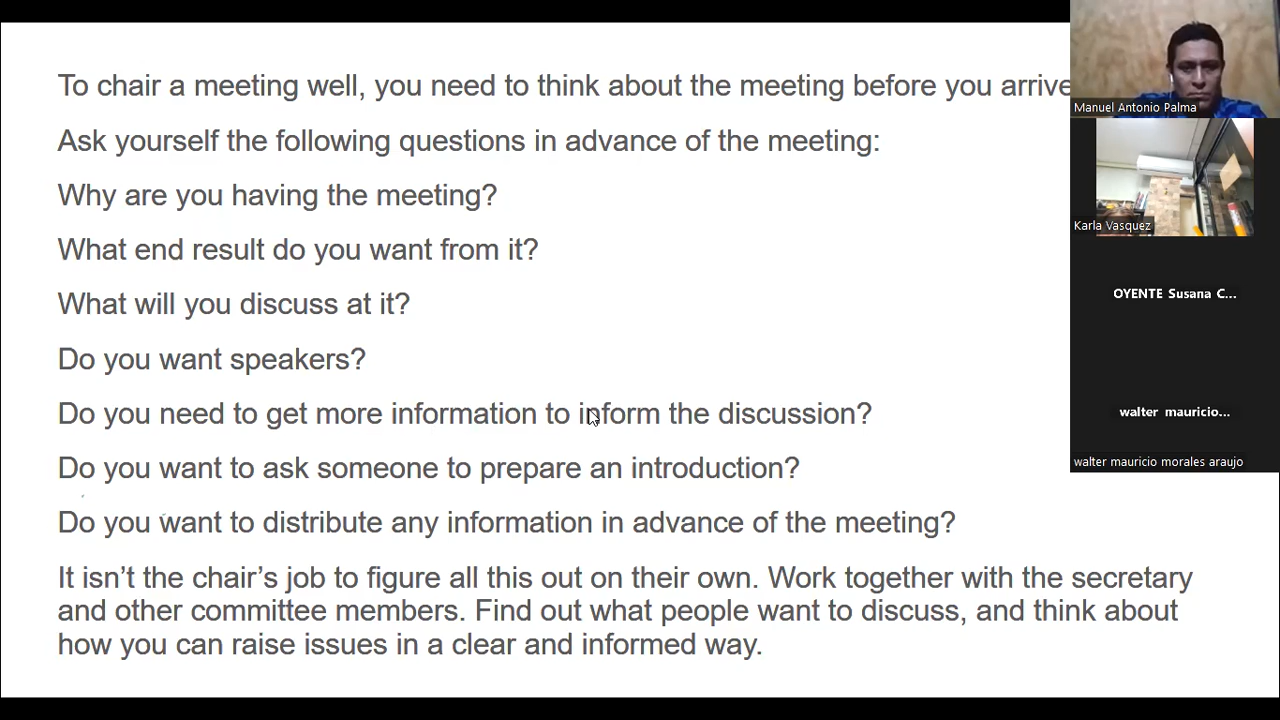 To chair a meeting well, you need to think about the meeting before you arrive
Ask yourself the following questions in advance of the meeting:
Why are you having the meeting?
What end result do you want from it?
What will you discuss at it?
Do you want speakers?
Do you need to get more information to inform the discussion?
Do you want to ask someone to prepare an introduction?
Do you want to distribute any information in advance of the meeting?
It isn’t the chair’s job to figure all this out on their own. Work together with the secretary
and other committee members. Find out what people want to discuss, and think about
how you can raise issues in a clear and informed way.
Manuel Antonio Palma
Karla Vasquez
OYENTE Susana C...
walter mauricio...
walter mauricio morales araujo